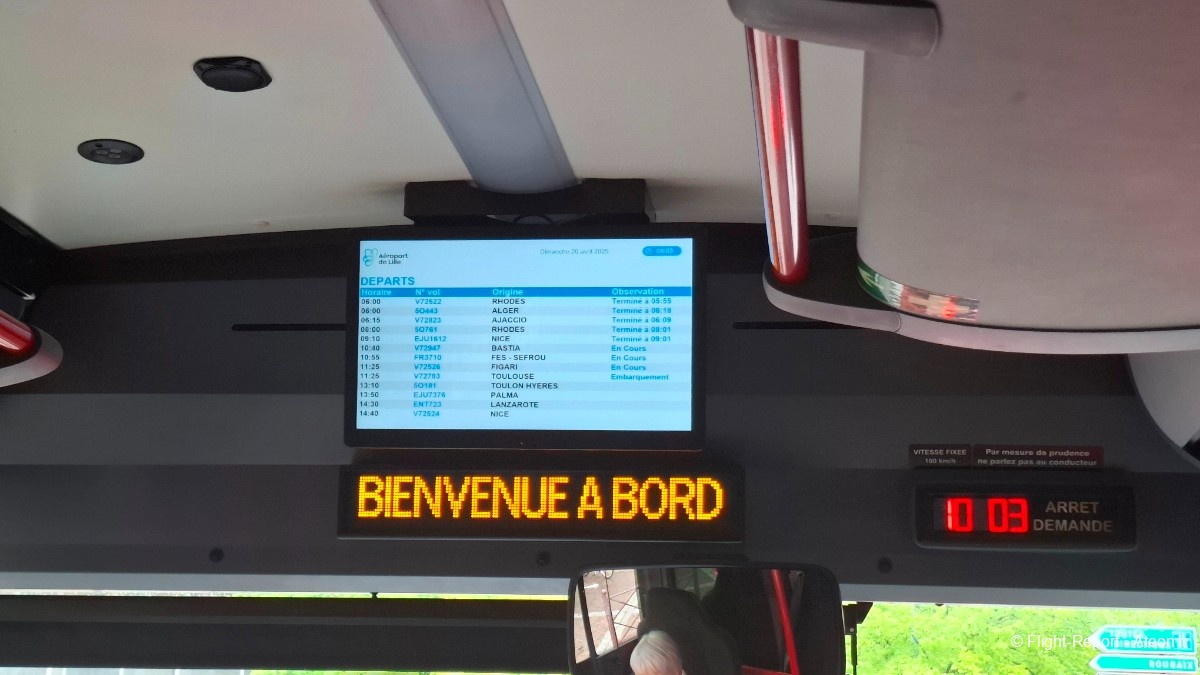 Aéroport
de Lille
Dimanche 20 avril 2025
DEPARTS
Horaire N° vol Origine Observation
06:00 V72622 RHODES Terminé à 05:55
06:00 5O443 ALGER Terminé à 06:18
06:15 V72823 AJACCIO Terminé à 06:09
08:00 5O761 RHODES Terminé à 08:01
09:10 EJU1612 NICE Terminé à 09:01
10:40 V72947 BASTIA En Cours
10:55 FR3710 FES - SEFROU En Cours
11:25 V72526 FIGARI En Cours
11:25 V72703 TOULOUSE Embarquement
13:10 5O101 TOULON HYERES
13:50 EJU7376 PALMA
14:30 ENT723 LANZAROTE
14:40 V72524 NICE
BIENVENUE A BORD
VITESSE FIXEE
100 km/h
Par mesure de prudence
ne parlez pas au conducteur
10 03
ARRET
DEMANDE
ROUBAIX
© Flight-Report - Ateem